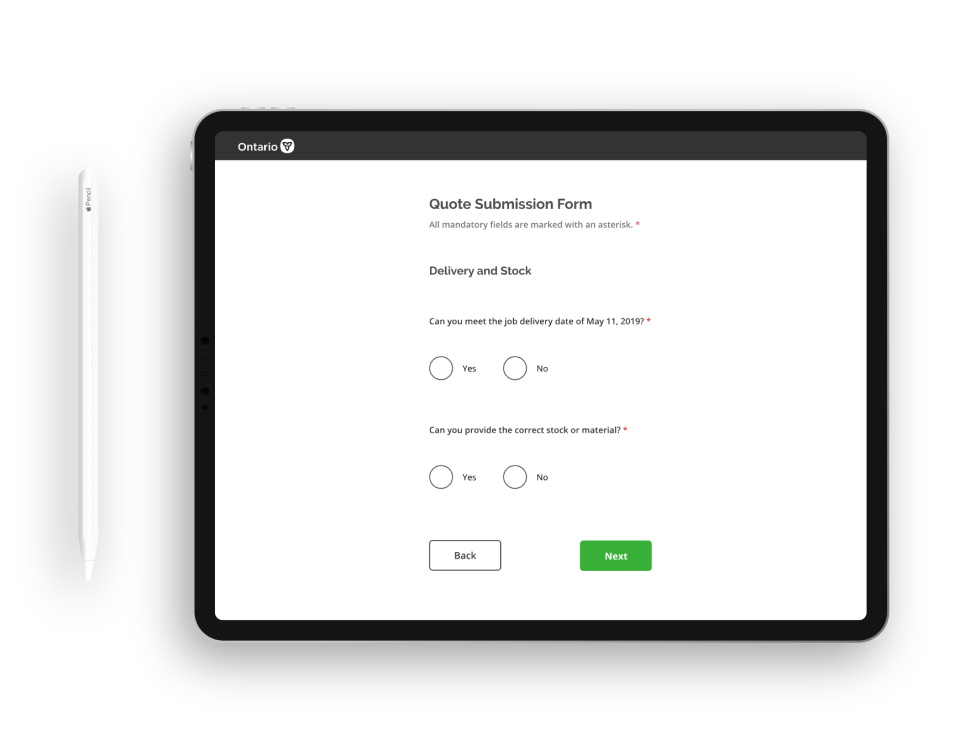 Pencil
Ontario
Quote Submission Form
All mandatory fields are marked with an asterisk. *
Delivery and Stock
Can you meet the job delivery date of May 11, 2019? *
Yes No
Can you provide the correct stock or material? *
Yes No
Back Next